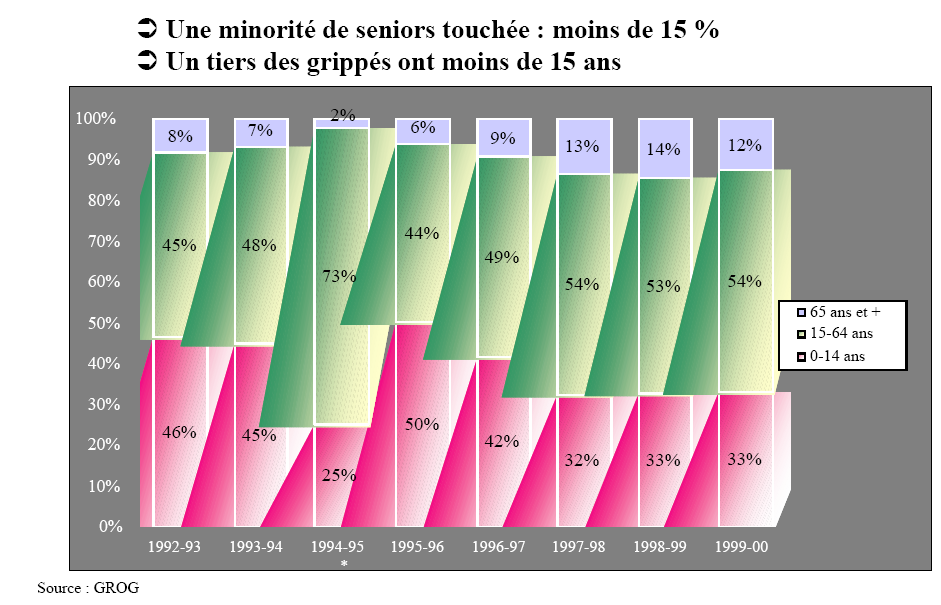 ➲ Une minorité de seniors touchée : moins de 15 %
➲ Un tiers des grippés ont moins de 15 ans
100%
90%
80%
70%
60%
50%
40%
30%
20%
10%
0%
8% 7% 2% 6% 9% 13% 14% 12%
45% 48% 73% 44% 49% 54% 53% 54%
46% 45% 25% 50% 42% 32% 33% 33%
1992-93 1993-94 1994-95 1995-96 1996-97 1997-98 1998-99 1999-00
*
65 ans et +
15-64 ans
0-14 ans
Source : GROG